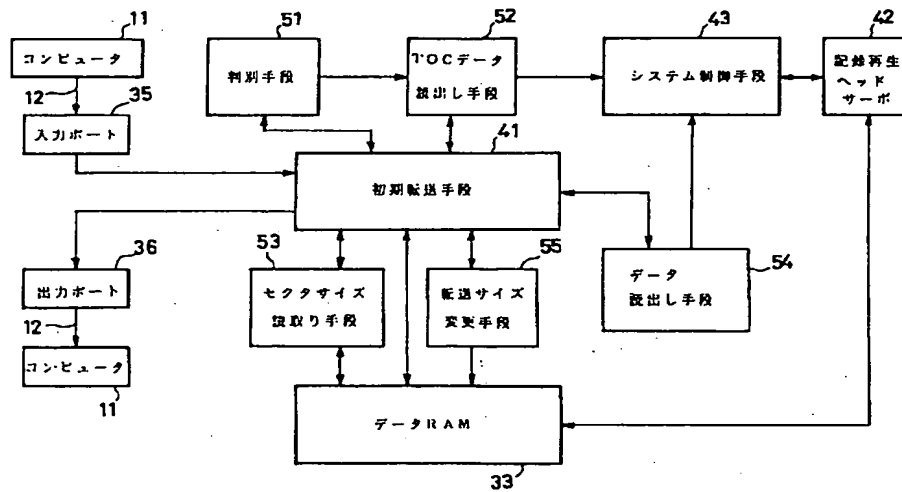 11
コンピュータ
12
35
入力ポート
51
判別手段
52
TOCデータ
読出し手段
43
システム制御手段
42
記録再生
ヘッド
サーボ
41
初期転送手段
36
出力ポート
12
コンピュータ
11
53
セクタサイズ
読取り手段
55
転送サイズ
変更手段
データ
読出し手段
54
データRAM
33